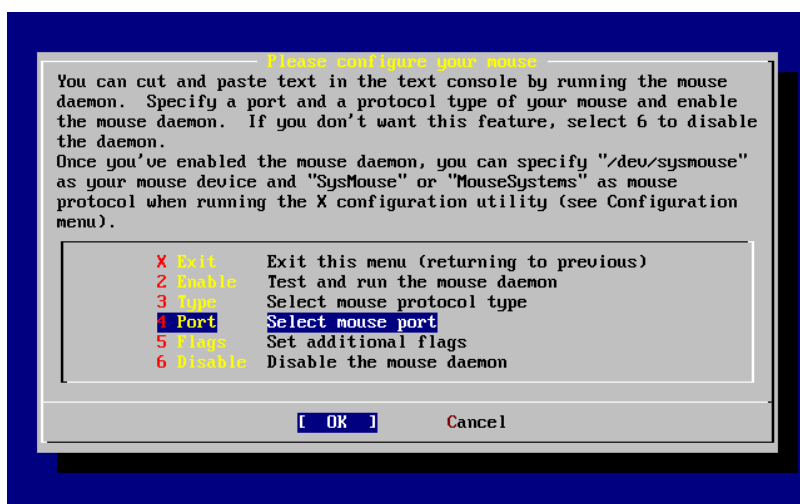 Please configure your mouse
You can cut and paste text in the text console by running the mouse
daemon.  Specify a port and a protocol type of your mouse and enable
the mouse daemon.  If you don't want this feature, select 6 to disable
the daemon.
Once you've enabled the mouse daemon, you can specify "/dev/sysmouse"
as your mouse device and "SysMouse" or "MouseSystems" as mouse
protocol when running the X configuration utility (see Configuration
menu).
X Exit Exit this menu (returning to previous)
2 Enable Test and run the mouse daemon
3 Type Select mouse protocol type
4 Port Select mouse port
5 Flags Set additional flags
6 Disable Disable the mouse daemon
[ OK ] Cancel